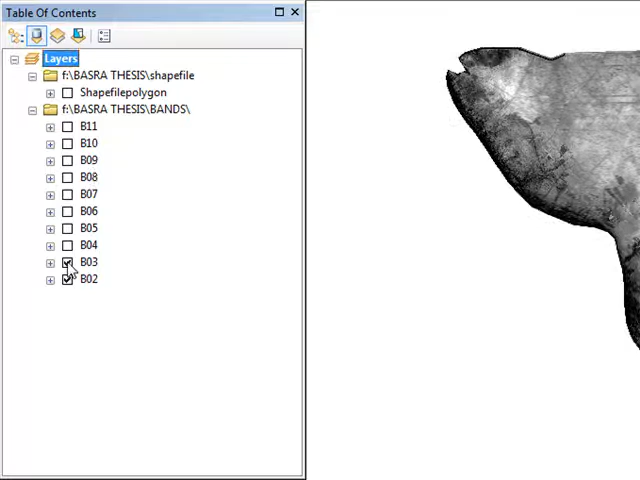 Table Of Contents
Layers
f:\BASRA THESIS\shapefile
Shapefilepolygon
f:\BASRA THESIS\BANDS\
B11
B10
B09
B08
B07
B06
B05
B04
B03
B02